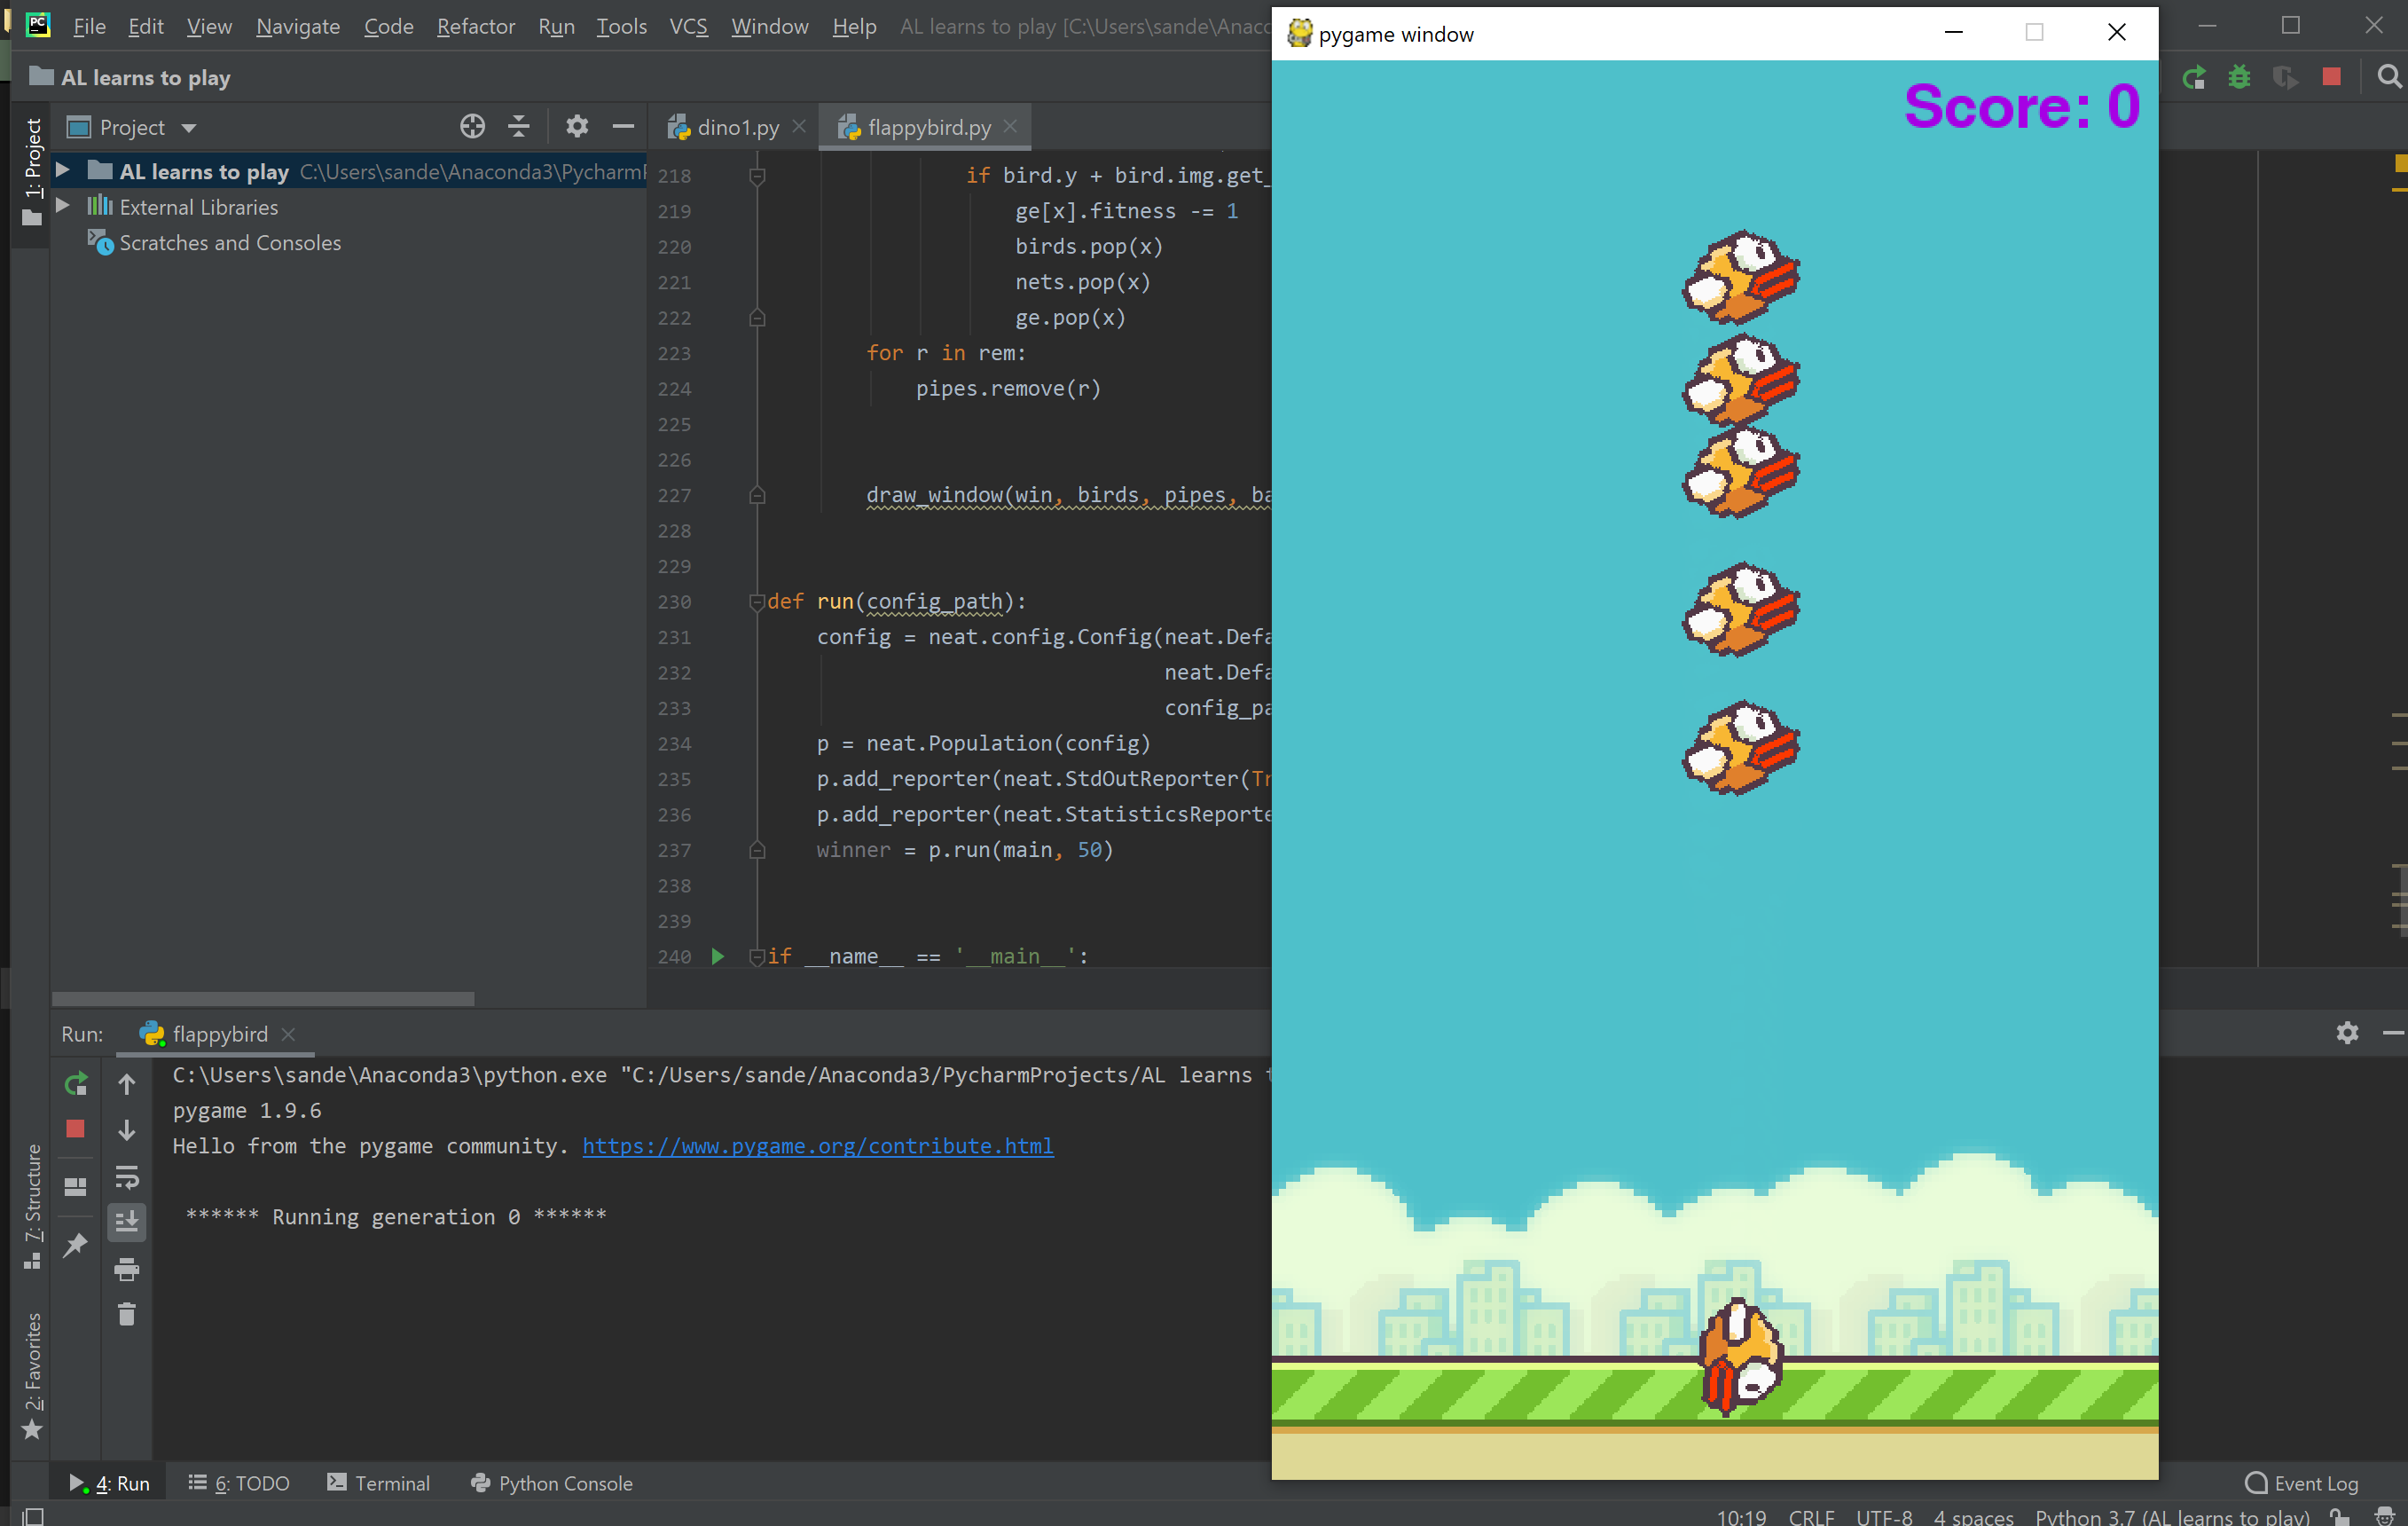 File Edit View Navigate Code Refactor Run Tools VCS Window Help AL learns to play [C:\Users\sande\Anac
AL learns to play
pygame window
Score: 0
1: Project
Project
AL learns to play C:\Users\sande\Anaconda3\Pycharm
External Libraries
Scratches and Consoles
dino1.py
flappybird.py
218 if bird.y + bird.img.get_
219 ge[x].fitness -= 1
220 birds.pop(x)
221 nets.pop(x)
222 ge.pop(x)
223 for r in rem:
224 pipes.remove(r)
225
226
227 draw_window(win, birds, pipes, ba
228
229
230 def run(config_path):
231 config = neat.config.Config(neat.Defa
232 neat.Defa
233 config_pa
234 p = neat.Population(config)
235 p.add_reporter(neat.StdOutReporter(Tr
236 p.add_reporter(neat.StatisticsReporte
237 winner = p.run(main, 50)
238
239
240 if __name__ == '__main__':
Run: flappybird
C:\Users\sande\Anaconda3\python.exe "C:/Users/sande/Anaconda3/PycharmProjects/AL learns t
pygame 1.9.6
Hello from the pygame community. https://www.pygame.org/contribute.html
****** Running generation 0 ******
7: Structure
2: Favorites
4: Run 6: TODO Terminal Python Console Event Log
10:19 CRLF UTF-8 4 spaces Python 3.7 (AL learns to play)